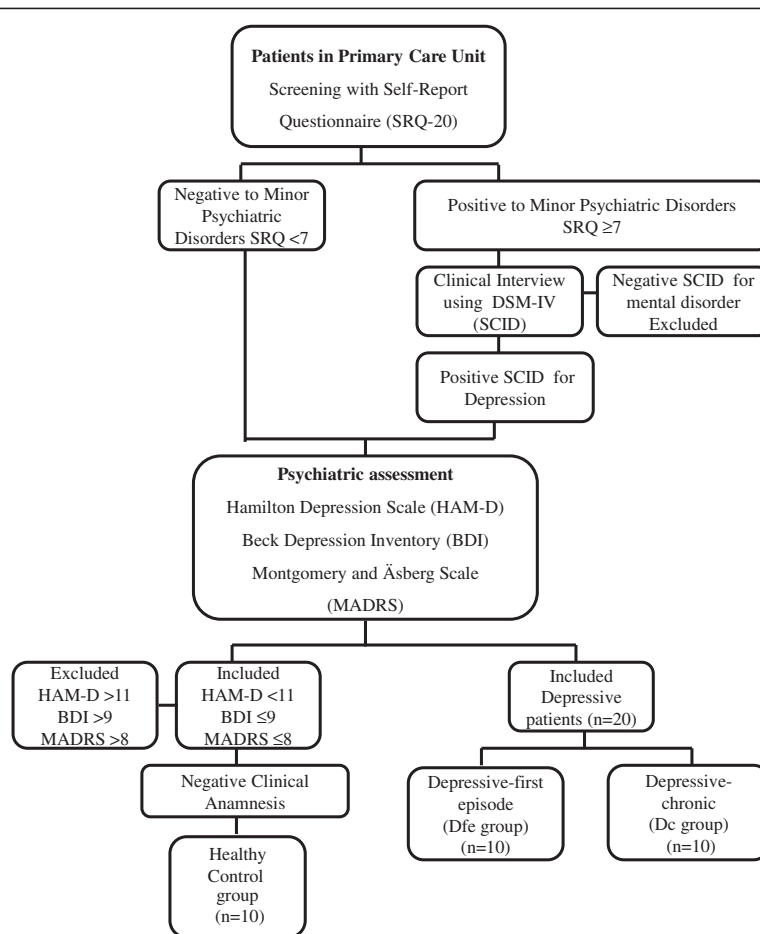 Patients in Primary Care Unit
Screening with Self-Report
Questionnaire (SRQ-20)
Negative to Minor
Psychiatric
Disorders SRQ <7
Positive to Minor Psychiatric Disorders
SRQ ≥7
Clinical Interview
using DSM-IV
(SCID)
Negative SCID for
mental disorder
Excluded
Positive SCID for
Depression
Psychiatric assessment
Hamilton Depression Scale (HAM-D)
Beck Depression Inventory (BDI)
Montgomery and Äsberg Scale
(MADRS)
Excluded
HAM-D >11
BDI >9
MADRS >8
Included
HAM-D <11
BDI ≤9
MADRS ≤8
Included
Depressive
patients (n=20)
Negative Clinical
Anamnesis
Depressive-first
episode
(Dfe group)
(n=10)
Depressive-
chronic
(Dc group)
(n=10)
Healthy
Control
group
(n=10)